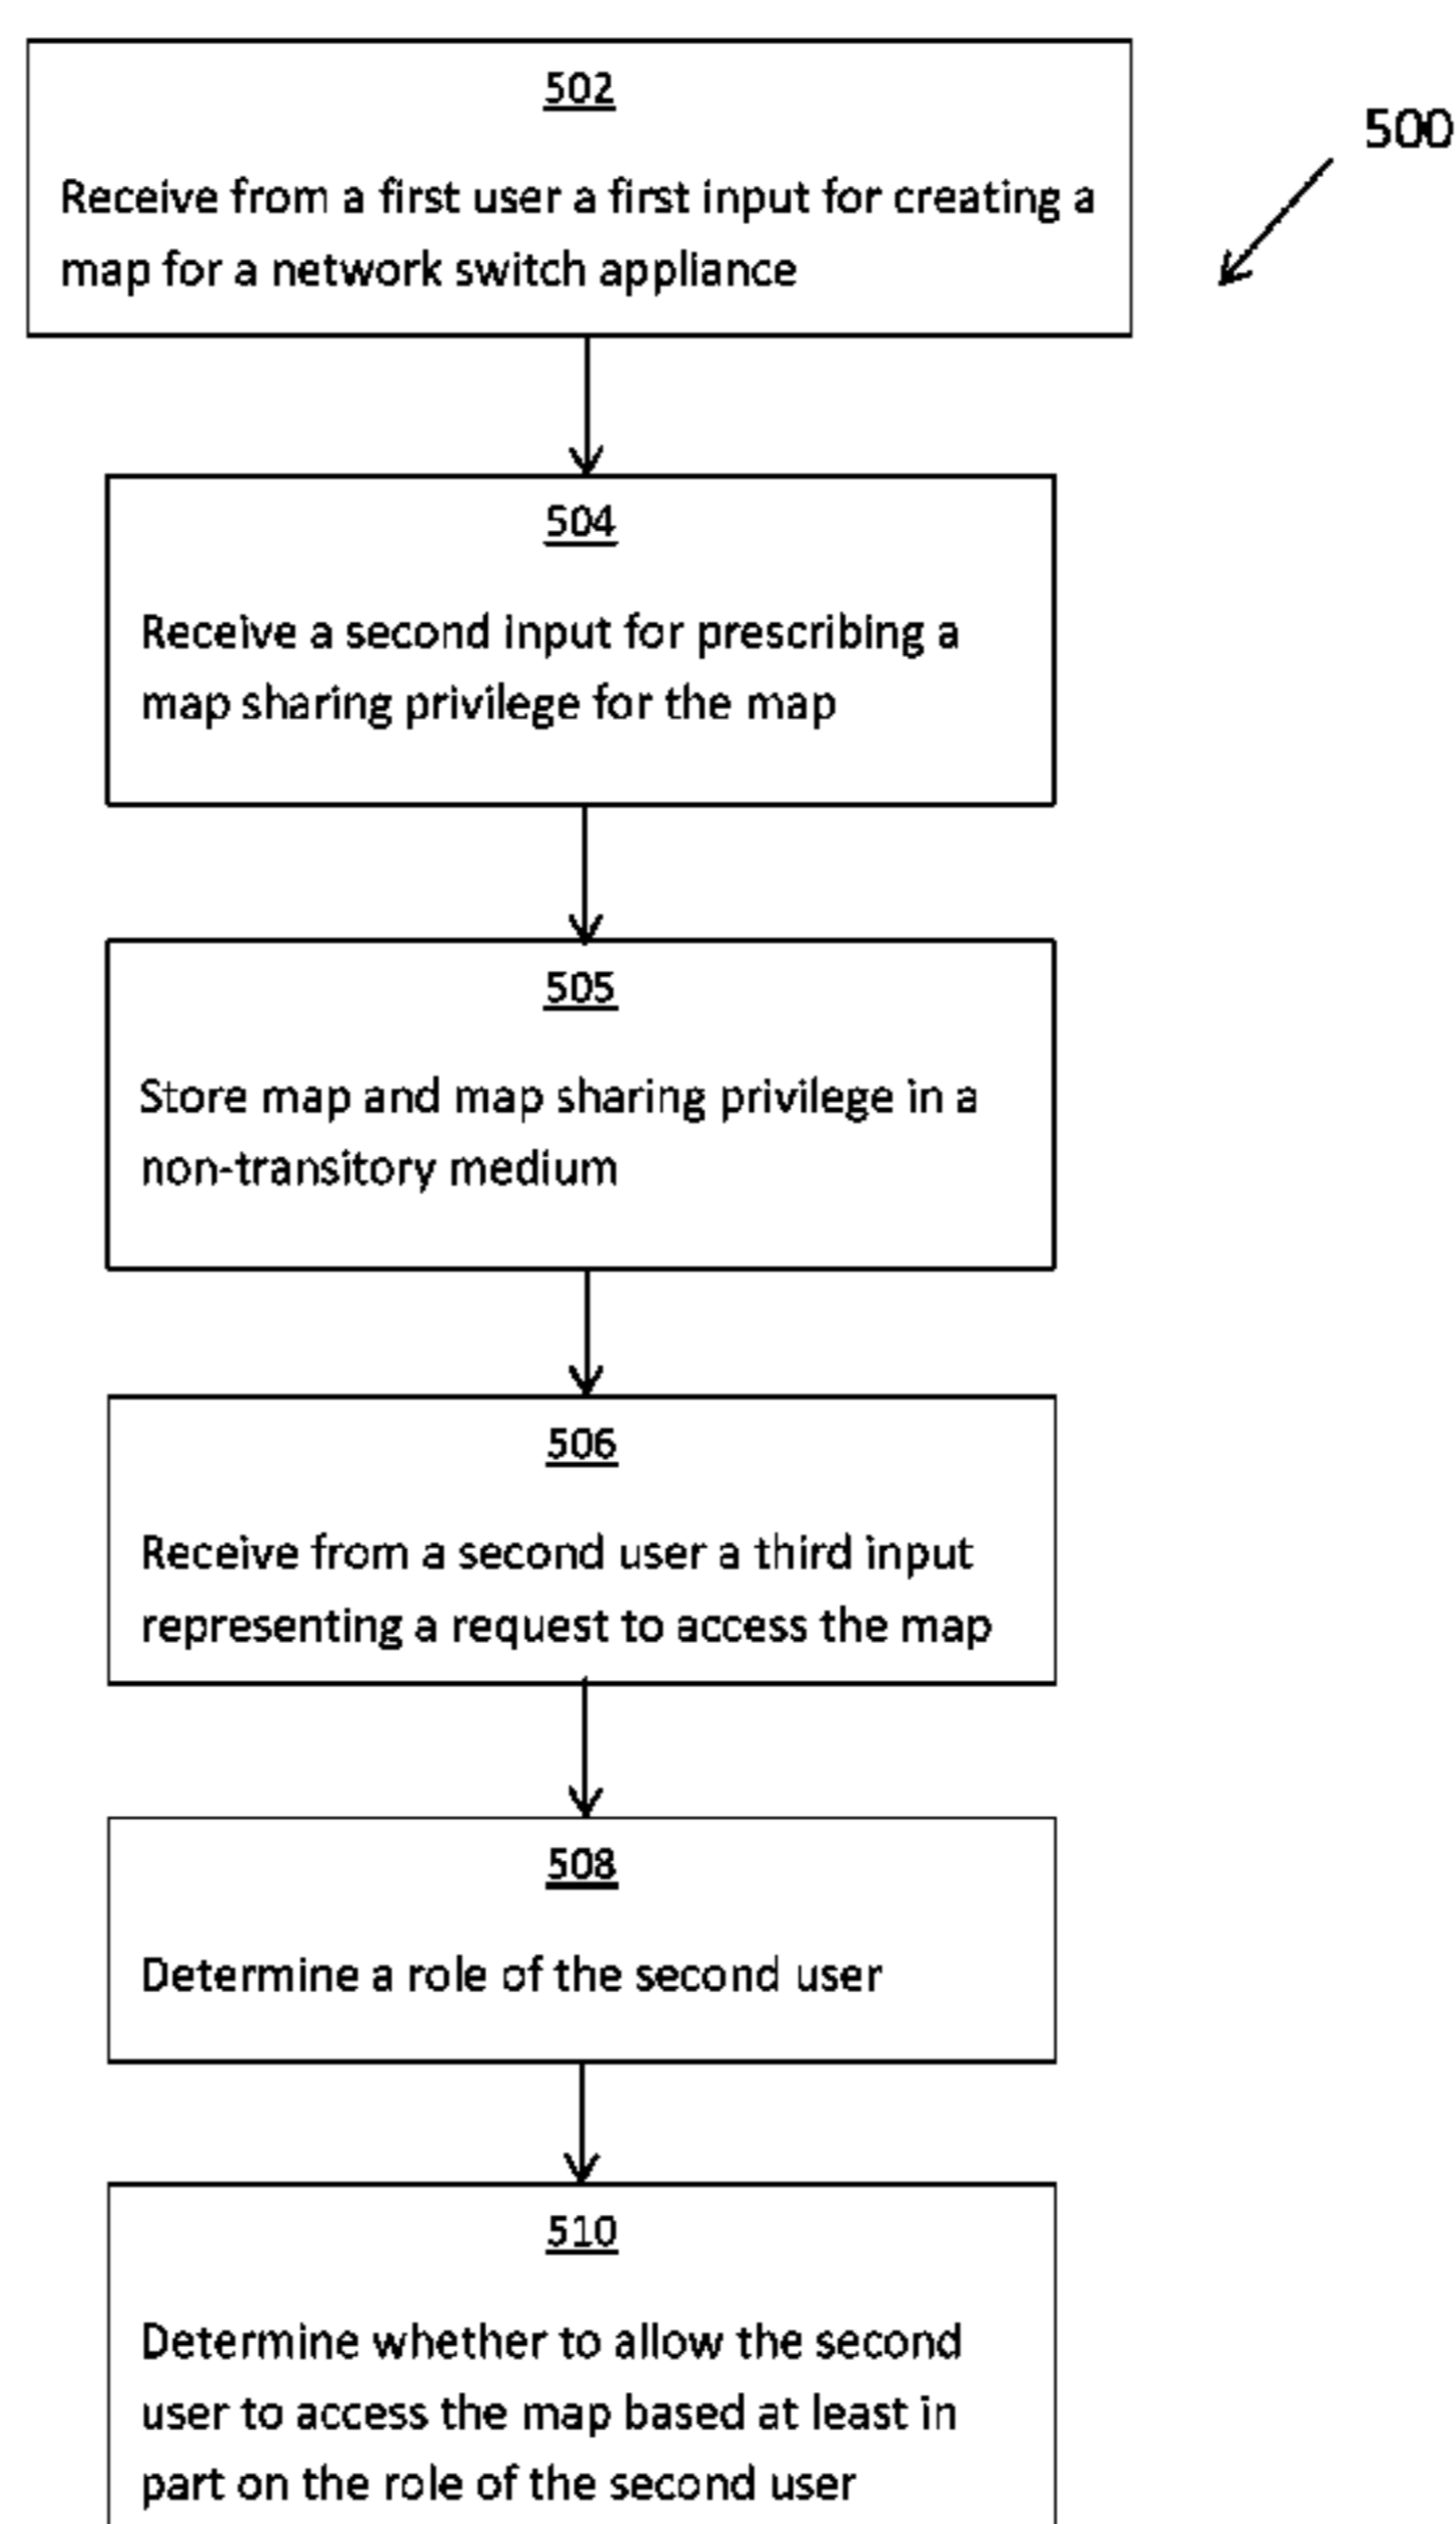 502
500
Receive from a first user a first input for creating a
map for a network switch appliance
504
Receive a second input for prescribing a
map sharing privilege for the map
505
Store map and map sharing privilege in a
non-transitory medium
506
Receive from a second user a third input
representing a request to access the map
508
Determine a role of the second user
510
Determine whether to allow the second
user to access the map based at least in
part on the role of the second user